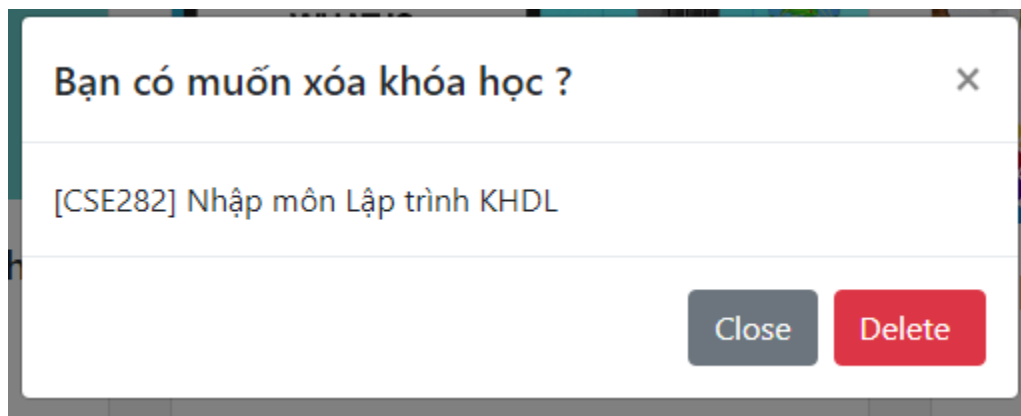 Bạn có muốn xóa khóa học ?
×
[CSE282] Nhập môn Lập trình KHDL
Close
Delete